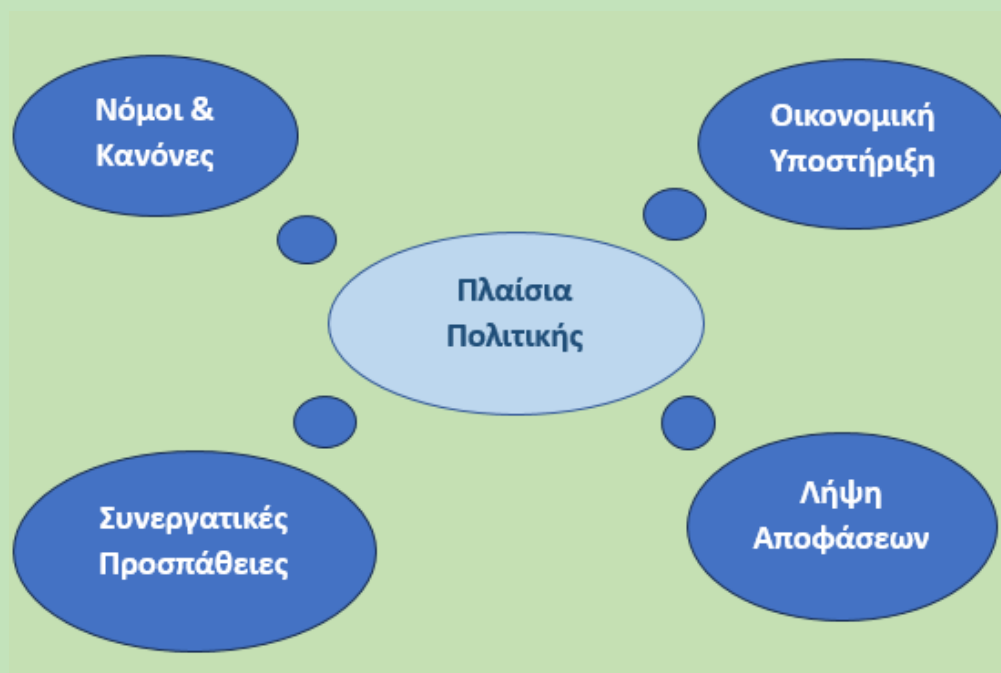 Νόμοι &
Κανόνες
Οικονομική
Υποστήριξη
Πλαίσια
Πολιτικής
Συνεργατικές
Προσπάθειες
Λήψη
Αποφάσεων